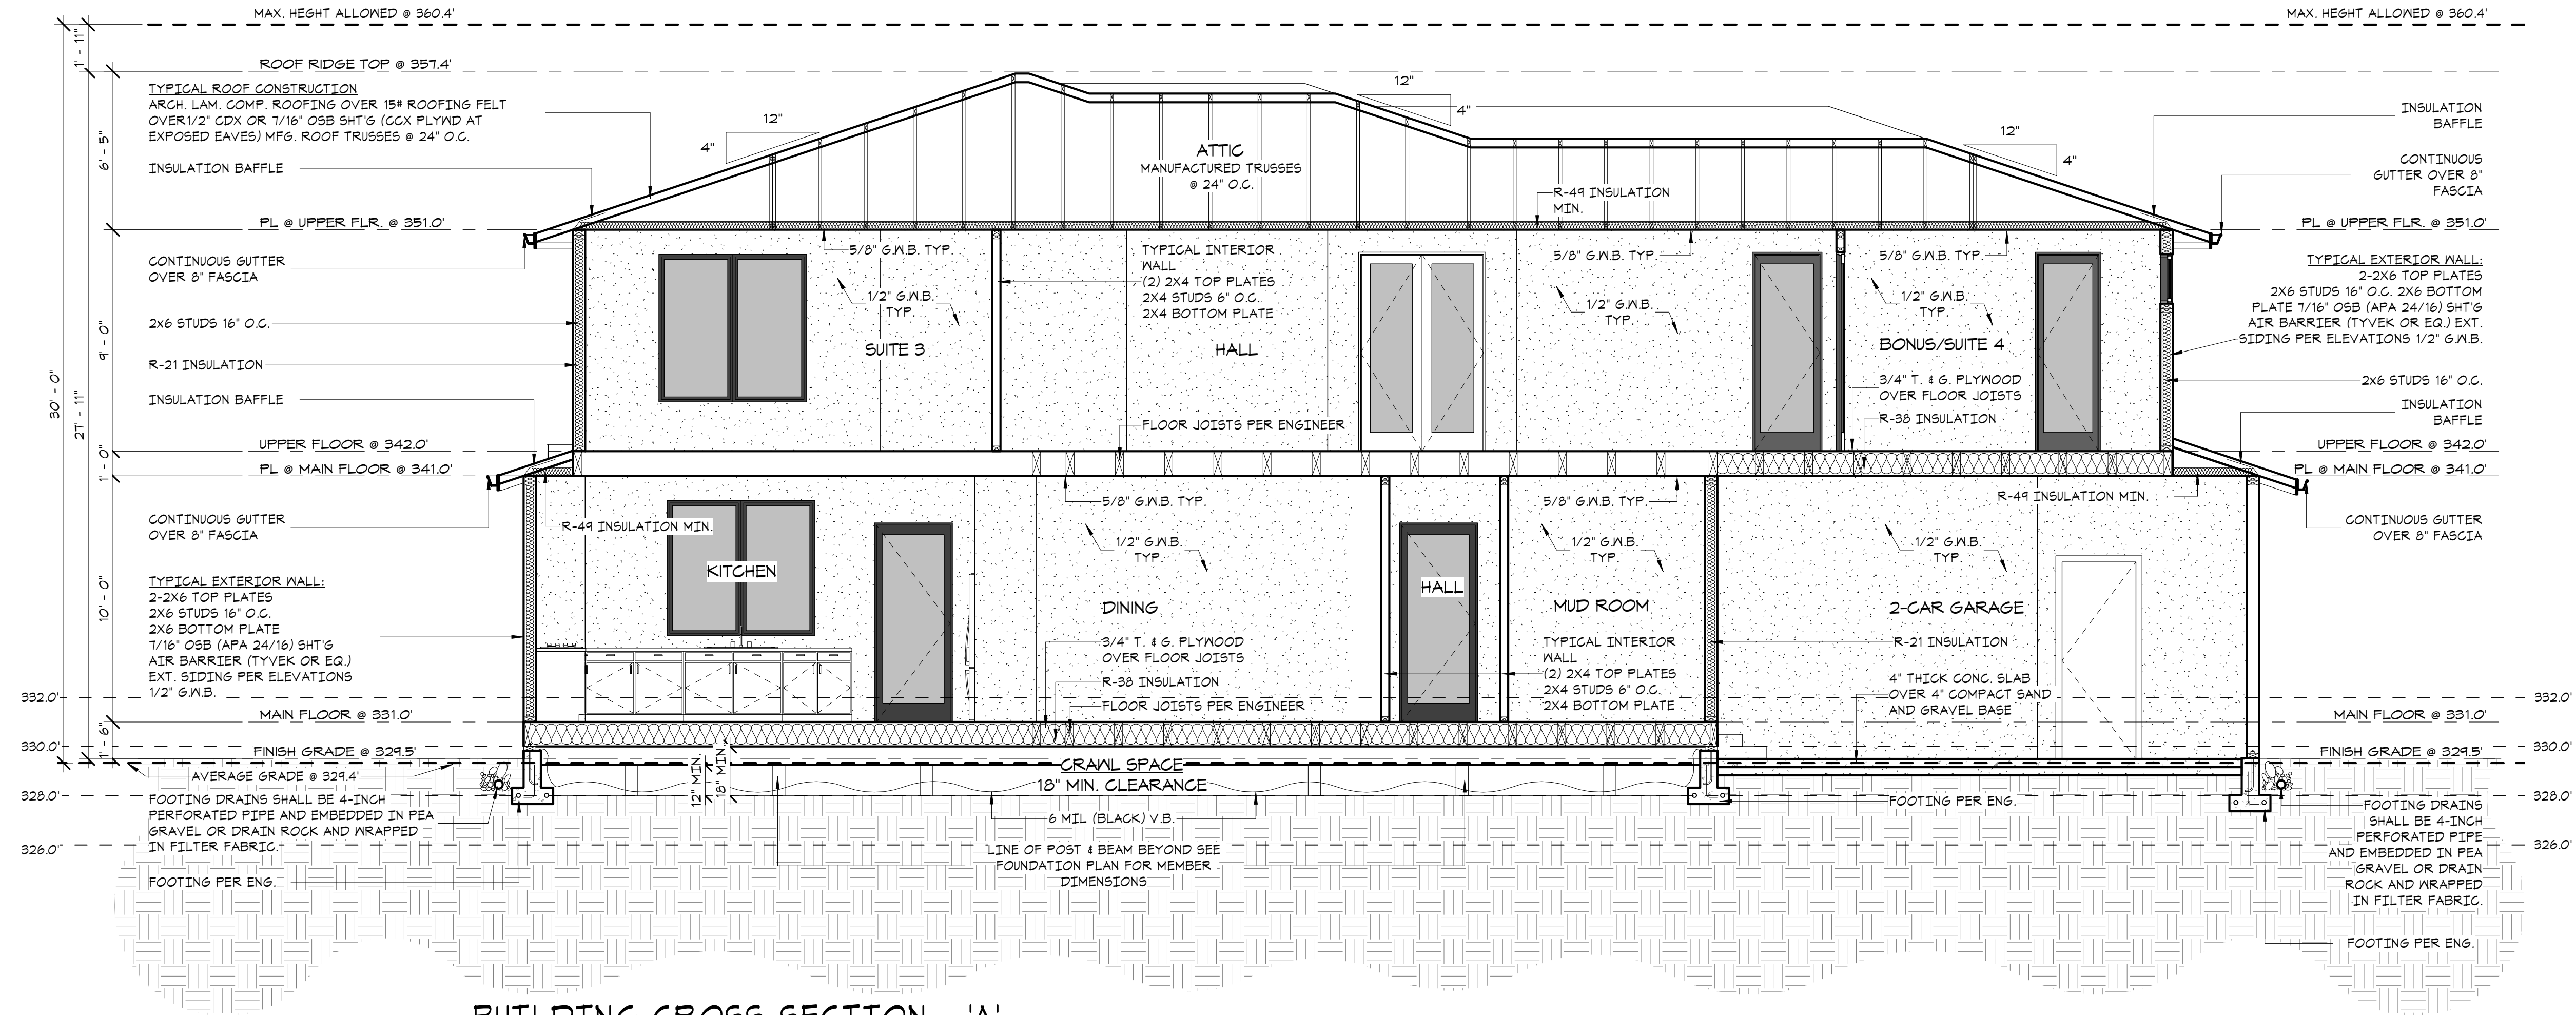 MAX. HEGHT ALLOWED @ 360.4'
MAX. HEGHT ALLOWED @ 360.4'
1' - 11"
ROOF RIDGE TOP @ 357.4'
TYPICAL ROOF CONSTRUCTION
ARCH. LAM. COMP. ROOFING OVER 15# ROOFING FELT
OVER1/2" CDX OR 7/16" OSB SHT'G (CCX PLYWD AT
EXPOSED EAVES) MFG. ROOF TRUSSES @ 24" O.C.
INSULATION BAFFLE
6' - 5"
12"
4"
12"
4"
12"
4"
ATTIC
MANUFACTURED TRUSSES
@ 24" O.C.
R-49 INSULATION
MIN.
INSULATION
BAFFLE
CONTINUOUS
GUTTER OVER 8"
FASCIA
PL @ UPPER FLR. @ 351.0'
PL @ UPPER FLR. @ 351.0'
CONTINUOUS GUTTER
OVER 8" FASCIA
2x6 STUDS 16" O.C.
R-21 INSULATION
INSULATION BAFFLE
9' - 0"
30' - 0"
27' - 11"
5/8" G.W.B. TYP.
1/2" G.W.B.
TYP.
SUITE 3
TYPICAL INTERIOR
WALL
(2) 2X4 TOP PLATES
2X4 STUDS 6" O.C.
2X4 BOTTOM PLATE
HALL
5/8" G.W.B. TYP.
1/2" G.W.B.
TYP.
5/8" G.W.B. TYP.
1/2" G.W.B.
TYP.
BONUS/SUITE 4
3/4" T. & G. PLYWOOD
OVER FLOOR JOISTS
R-38 INSULATION
FLOOR JOISTS PER ENGINEER
TYPICAL EXTERIOR WALL:
2-2X6 TOP PLATES
2X6 STUDS 16" O.C. 2X6 BOTTOM
PLATE 7/16" OSB (APA 24/16) SHT'G
AIR BARRIER (TYVEK OR EQ.) EXT.
SIDING PER ELEVATIONS 1/2" G.W.B.
2x6 STUDS 16" O.C.
INSULATION
BAFFLE
UPPER FLOOR @ 342.0'
UPPER FLOOR @ 342.0'
1' - 0"
PL @ MAIN FLOOR @ 341.0'
PL @ MAIN FLOOR @ 341.0'
CONTINUOUS GUTTER
OVER 8" FASCIA
R-49 INSULATION MIN.
5/8" G.W.B. TYP.
1/2" G.W.B.
TYP.
5/8" G.W.B. TYP.
1/2" G.W.B.
TYP.
1/2" G.W.B.
TYP.
R-49 INSULATION MIN.
CONTINUOUS GUTTER
OVER 8" FASCIA
10' - 0"
TYPICAL EXTERIOR WALL:
2-2X6 TOP PLATES
2X6 STUDS 16" O.C.
2X6 BOTTOM PLATE
7/16" OSB (APA 24/16) SHT'G
AIR BARRIER (TYVEK OR EQ.)
EXT. SIDING PER ELEVATIONS
1/2" G.W.B.
KITCHEN
DINING
HALL
MUD ROOM
2-CAR GARAGE
3/4" T. & G. PLYWOOD
OVER FLOOR JOISTS
R-38 INSULATION
FLOOR JOISTS PER ENGINEER
TYPICAL INTERIOR
WALL
(2) 2X4 TOP PLATES
2X4 STUDS 6" O.C.
2X4 BOTTOM PLATE
R-21 INSULATION
4" THICK CONC. SLAB
OVER 4" COMPACT SAND
AND GRAVEL BASE
332.0'
332.0'
MAIN FLOOR @ 331.0'
MAIN FLOOR @ 331.0'
1' - 6"
330.0'
330.0'
FINISH GRADE @ 329.5'
FINISH GRADE @ 329.5'
AVERAGE GRADE @ 329.4'
12" MIN.
18" MIN.
CRAWL SPACE
18" MIN. CLEARANCE
328.0'
328.0'
FOOTING DRAINS SHALL BE 4-INCH
PERFORATED PIPE AND EMBEDDED IN PEA
GRAVEL OR DRAIN ROCK AND WRAPPED
IN FILTER FABRIC.
6 MIL (BLACK) V.B.
FOOTING PER ENG.
FOOTING DRAINS
SHALL BE 4-INCH
PERFORATED PIPE
AND EMBEDDED IN PEA
GRAVEL OR DRAIN
ROCK AND WRAPPED
IN FILTER FABRIC.
326.0'
326.0'
LINE OF POST & BEAM BEYOND SEE
FOUNDATION PLAN FOR MEMBER
DIMENSIONS
FOOTING PER ENG.
FOOTING PER ENG.
BUILDING CROSS SECTION - 'A'